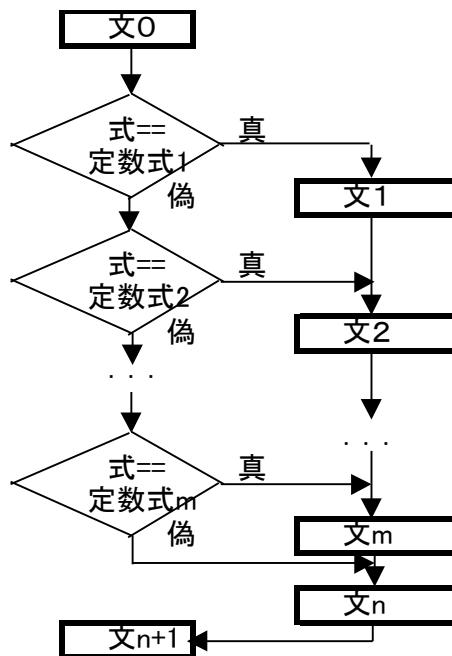 文0
式==
定数式1
真
偽
文1
式==
定数式2
真
偽
文2
. . .
. . .
式==
定数式m
真
偽
文m
文n
文n+1